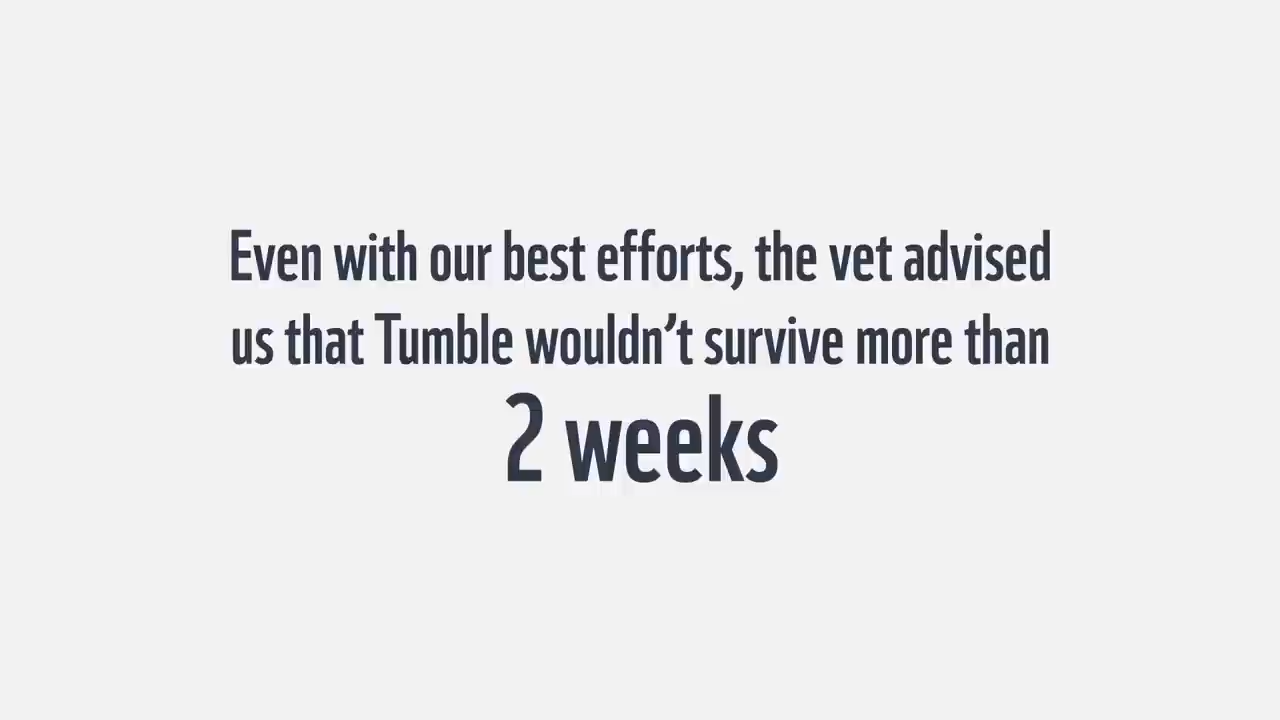 Even with our best efforts, the vet advised
us that Tumble wouldn’t survive more than
2 weeks